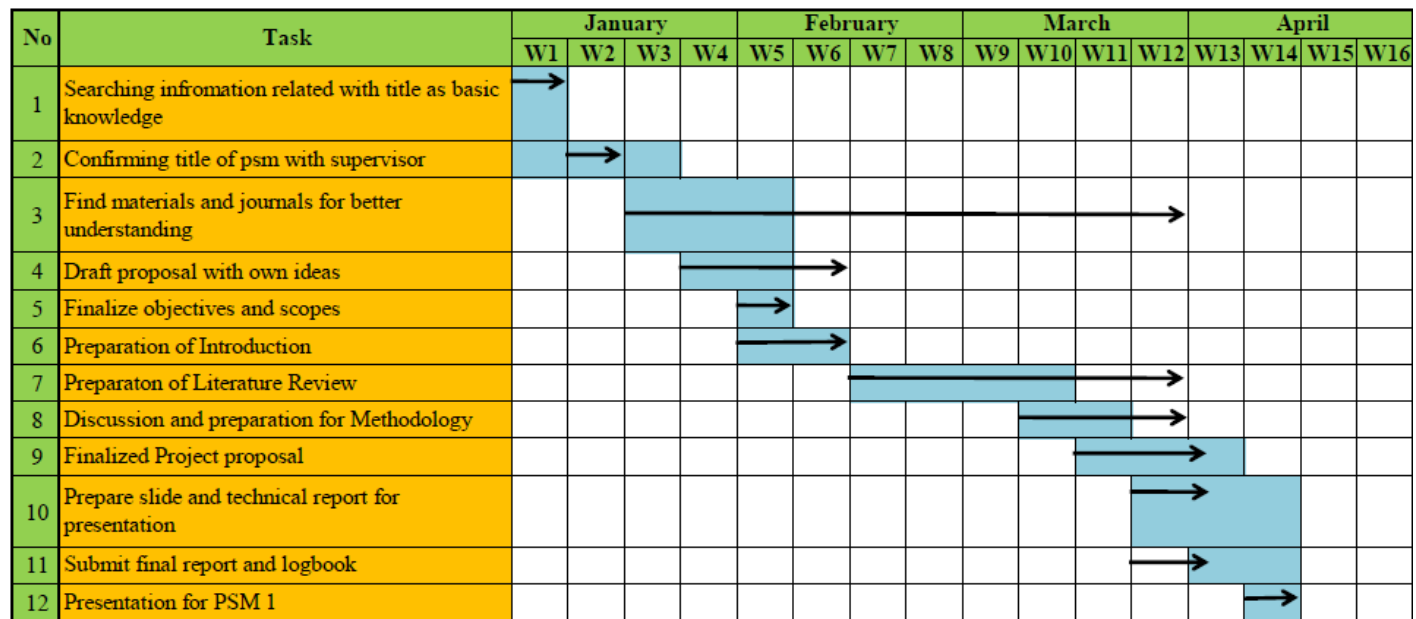 No Task January February March April
W1 W2 W3 W4 W5 W6 W7 W8 W9 W10 W11 W12 W13 W14 W15 W16
1 Searching infromation related with title as basic
knowledge
2 Confirming title of psm with supervisor
3 Find materials and journals for better
understanding
4 Draft proposal with own ideas
5 Finalize objectives and scopes
6 Preparation of Introduction
7 Preparaton of Literature Review
8 Discussion and preparation for Methodology
9 Finalized Project proposal
10 Prepare slide and technical report for
presentation
11 Submit final report and logbook
12 Presentation for PSM 1